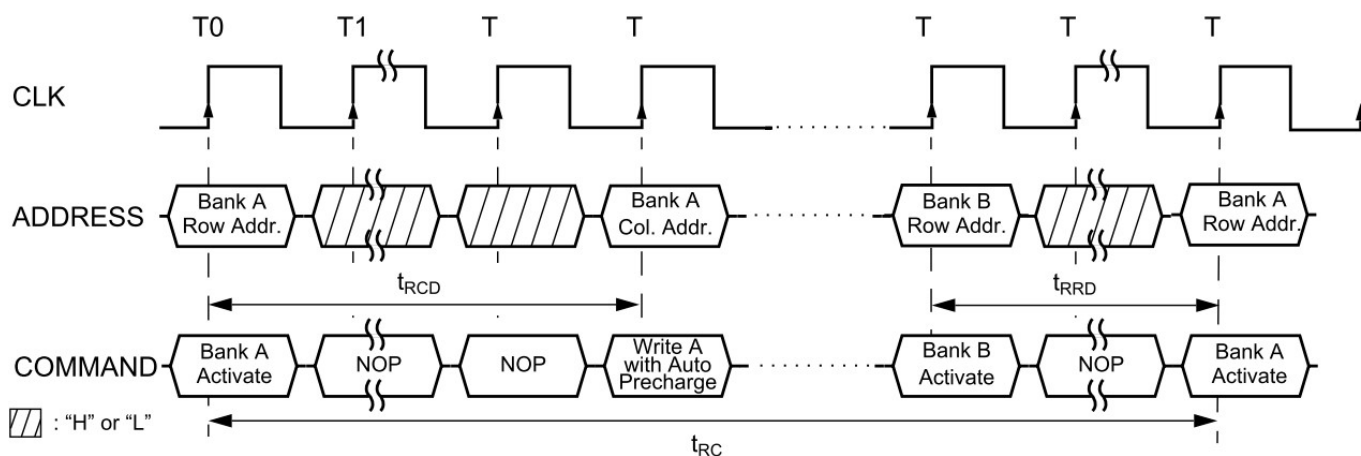 T0 T1 T T T T T
CLK
ADDRESS
Bank A
Row Addr.
Bank A
Col. Addr.
Bank B
Row Addr.
Bank A
Row Addr.
tRCD
tRRD
COMMAND
Bank A
Activate
NOP
NOP
Write A
with Auto
Precharge
Bank B
Activate
NOP
Bank A
Activate
: “H” or “L”
tRC